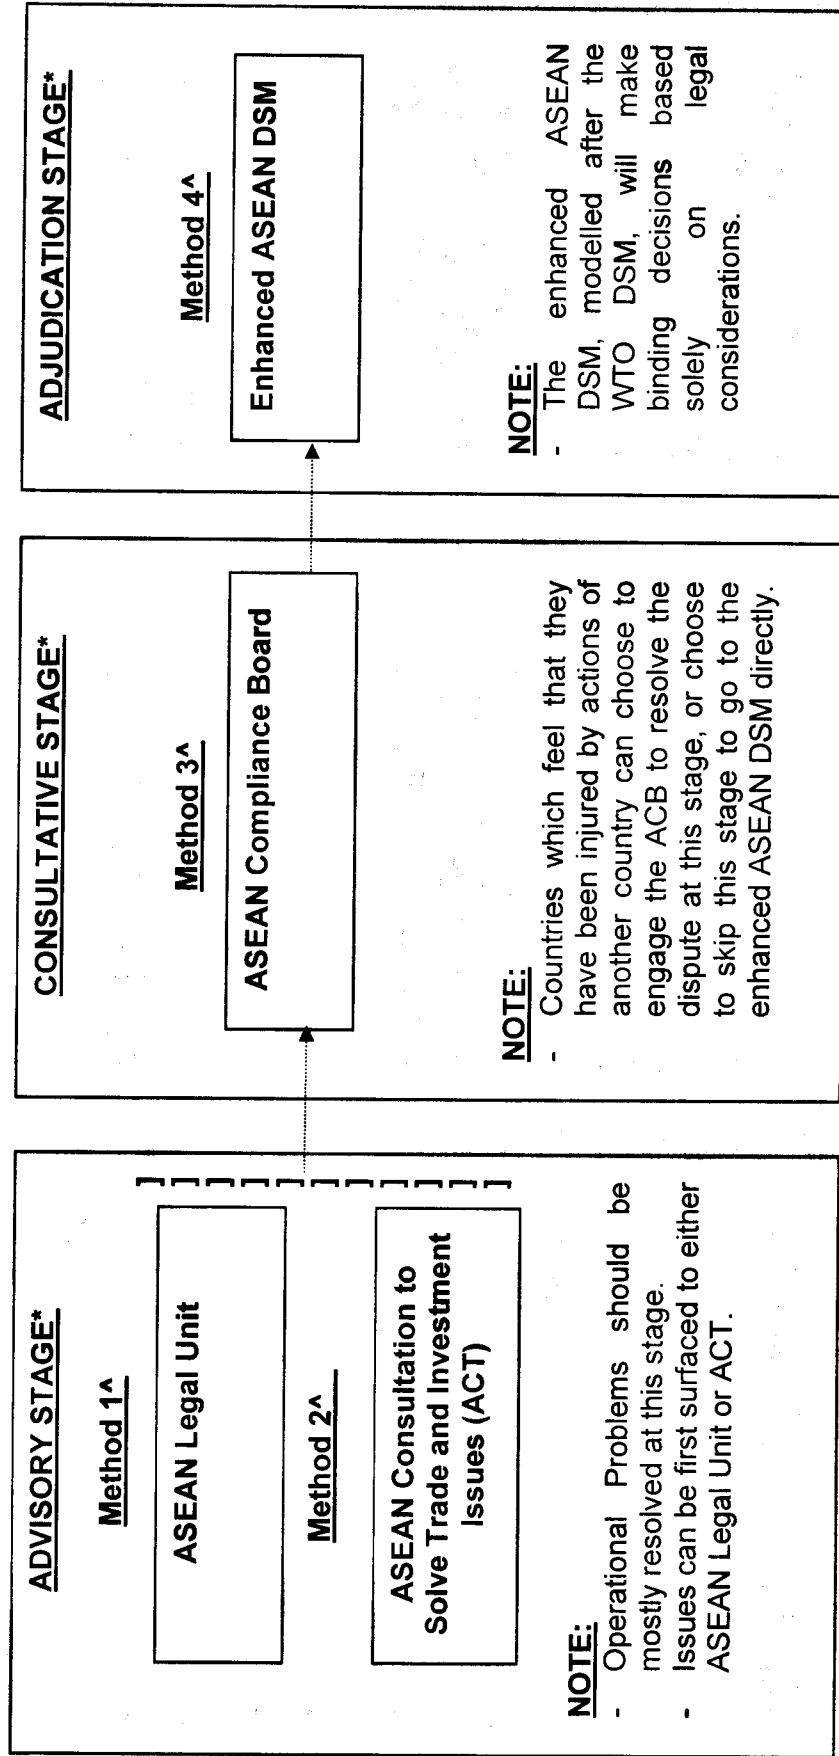 ADVISORY STAGE*
Method 1^
ASEAN Legal Unit
Method 2^
ASEAN Consultation to
Solve Trade and Investment
Issues (ACT)
NOTE:
- Operational Problems should be
mostly resolved at this stage.
- Issues can be first surfaced to either
ASEAN Legal Unit or ACT.
CONSULTATIVE STAGE*
Method 3^
ASEAN Compliance Board
NOTE:
- Countries which feel that they
have been injured by actions of
another country can choose to
engage the ACB to resolve the
dispute at this stage, or choose
to skip this stage to go to the
enhanced ASEAN DSM directly.
ADJUDICATION STAGE*
Method 4^
Enhanced ASEAN DSM
NOTE:
- The enhanced ASEAN
DSM, modelled after the
WTO DSM, will make
binding decisions based
solely on legal
considerations.